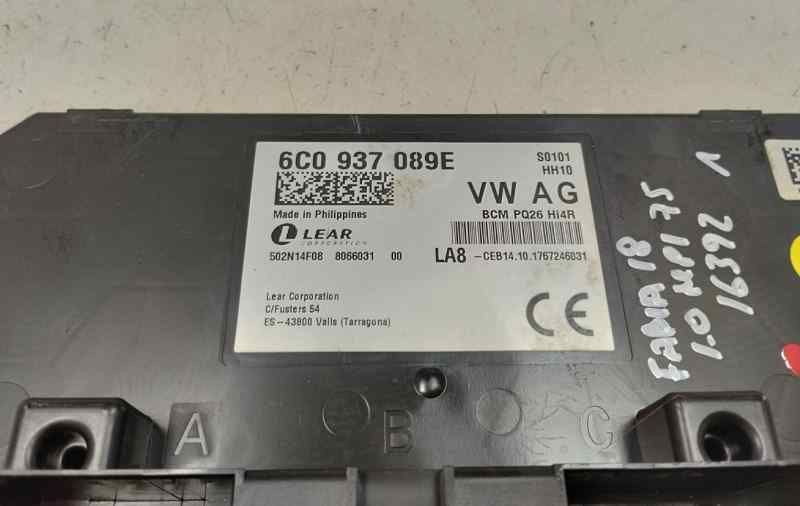 6C0 937 089E
S0101
HH10
VW AG
Made in Philippines
BCM PQ26 Hi4R
LEAR
CORPORATION
502N14F08 8066031 00
LA8 -CEB14.10.1767246031
Lear Corporation
C/Fusters 54
ES-43800 Valls (Tarragona)
CE
FABIA 18
1.0 MPI 75
16392 1
A
B
C